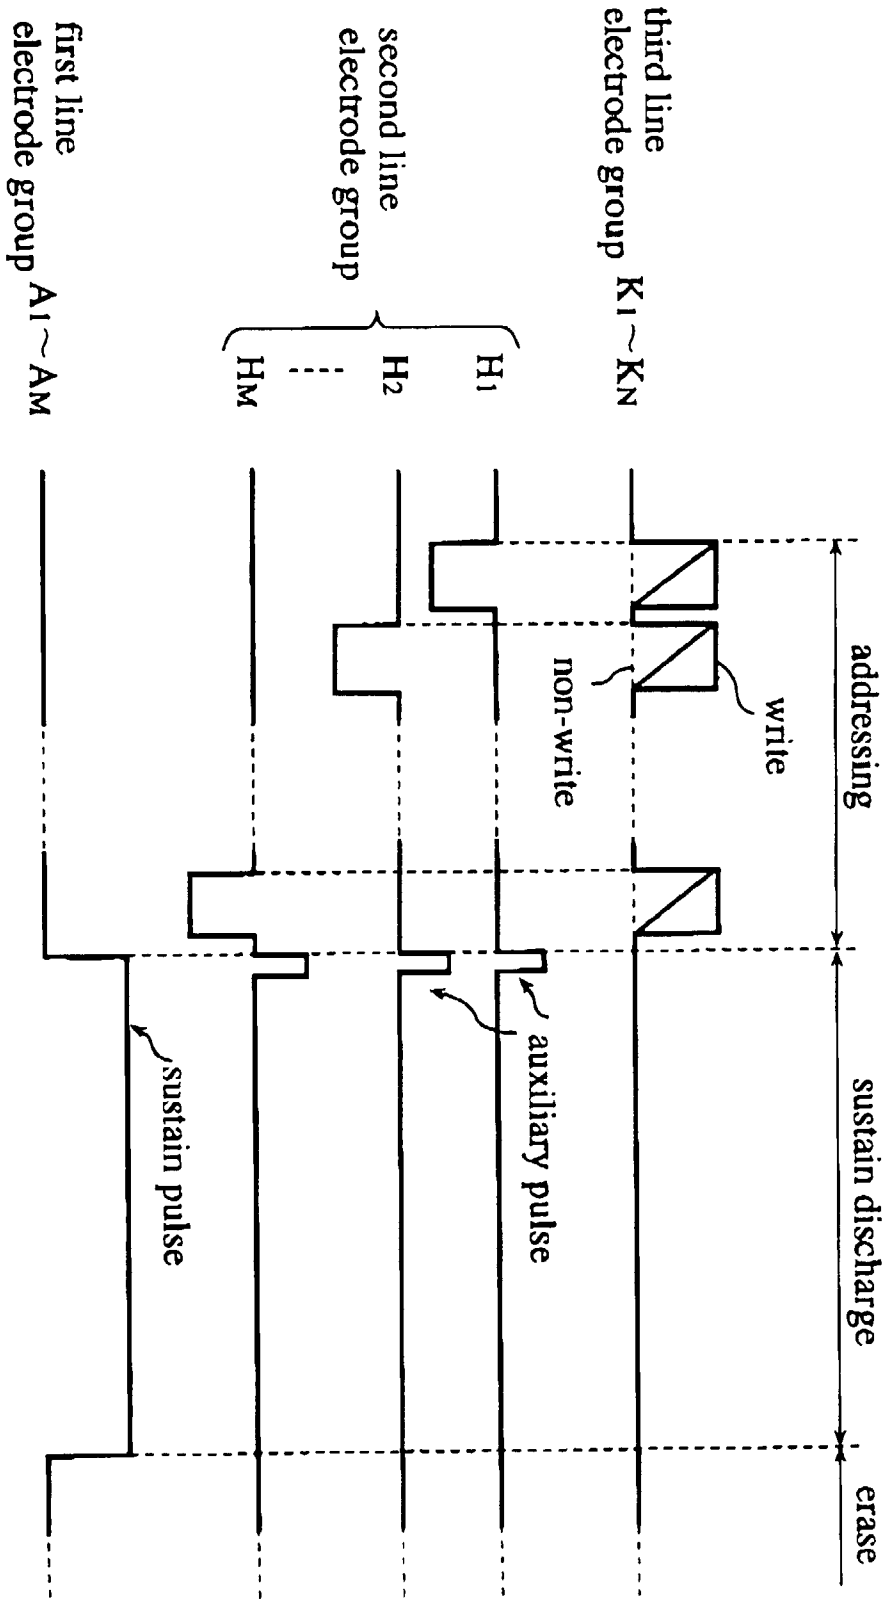 addressing
sustain discharge
erase
write
third line
electrode group K1~KN
non-write
second line
electrode group
H1
H2
HM
auxiliary pulse
sustain pulse
first line
electrode group A1~AM